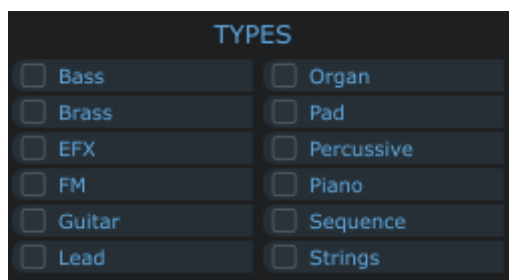 TYPES
Bass
Brass
EFX
FM
Guitar
Lead
Organ
Pad
Percussive
Piano
Sequence
Strings